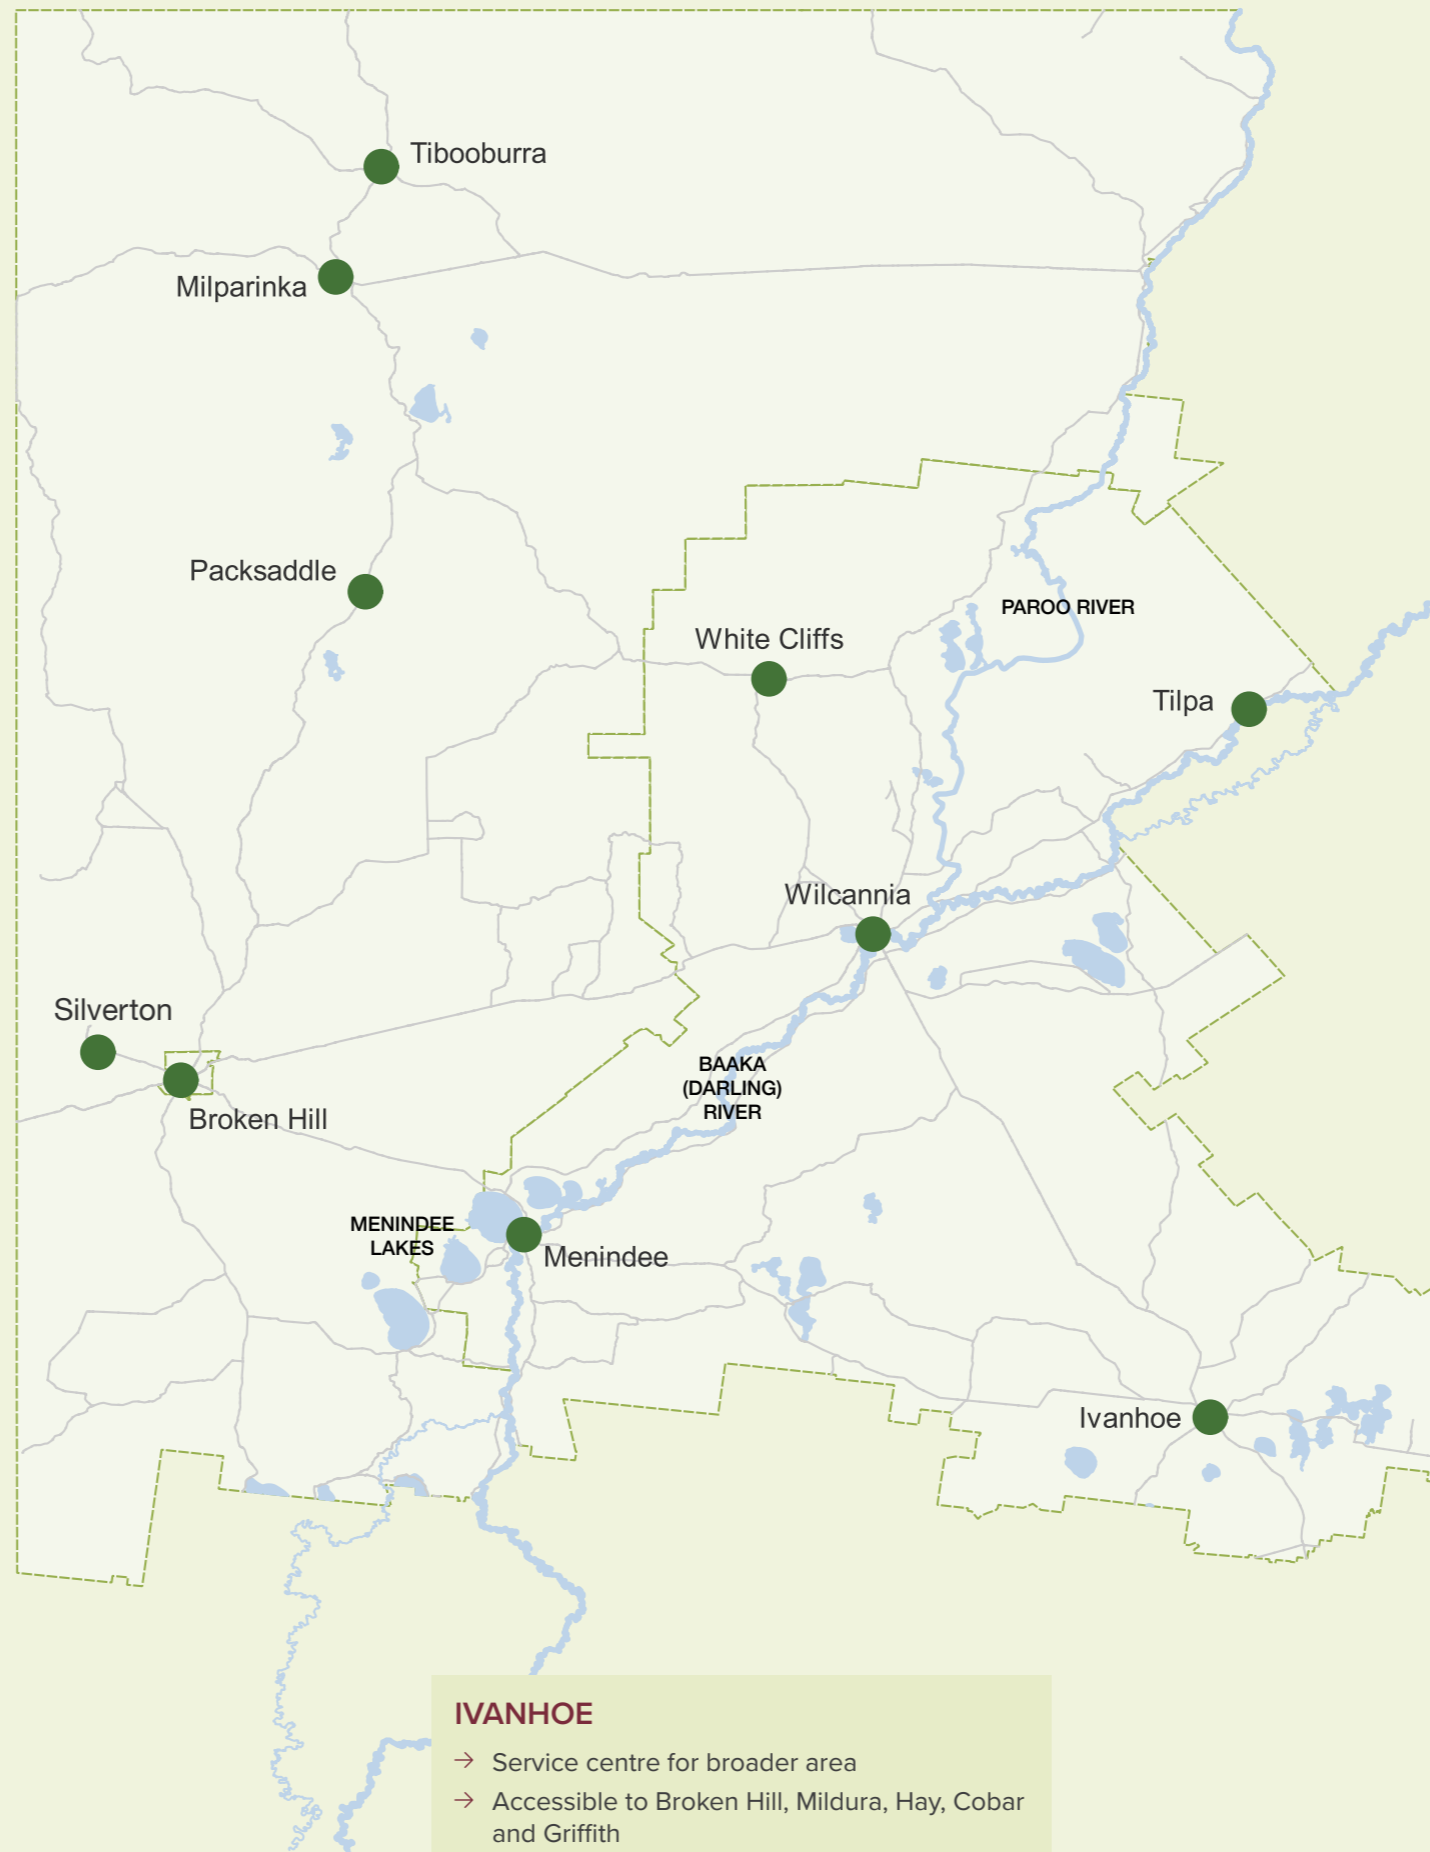 Tibooburra
Milparinka
Packsaddle
PAROO RIVER
White Cliffs
Tilpa
Wilcannia
Silverton
BAAKA
(DARLING)
RIVER
Broken Hill
MENINDEE
LAKES
Menindee
Ivanhoe
IVANHOE
→ Service centre for broader area
→ Accessible to Broken Hill, Mildura, Hay, Cobar
and Griffith